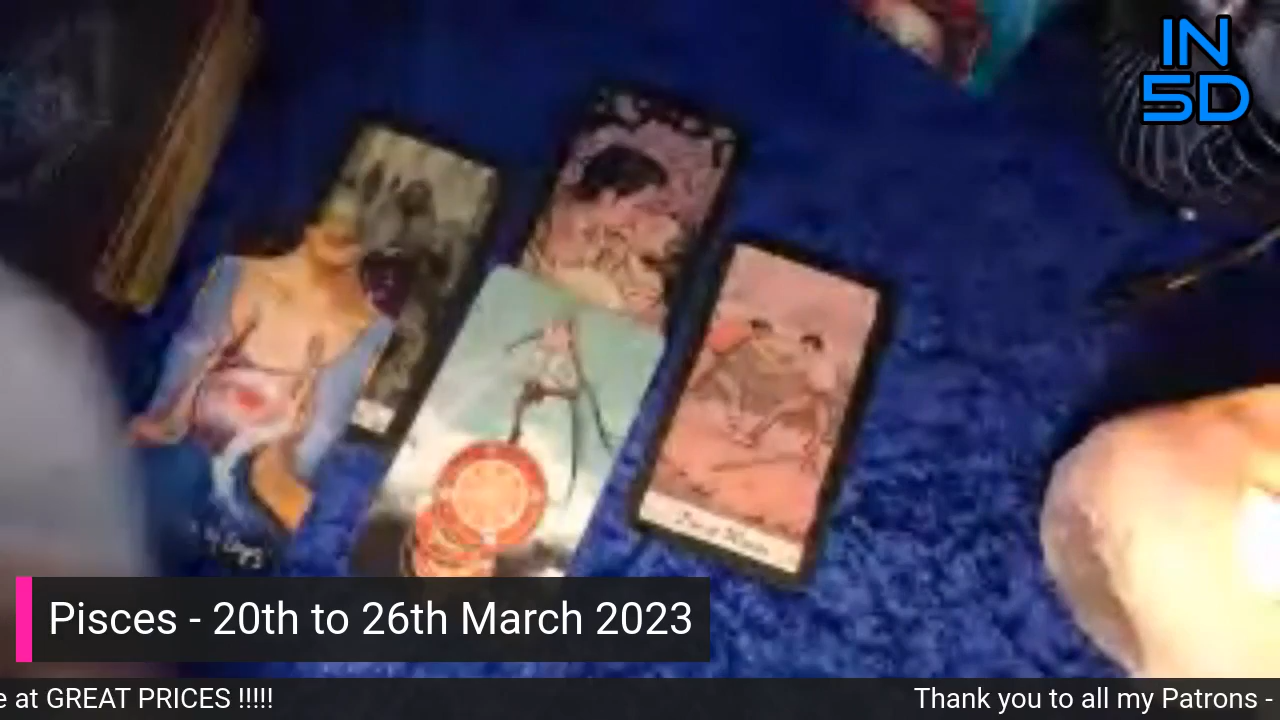 IN
5D
Pisces - 20th to 26th March 2023
e at GREAT PRICES !!!!!
Thank you to all my Patrons -